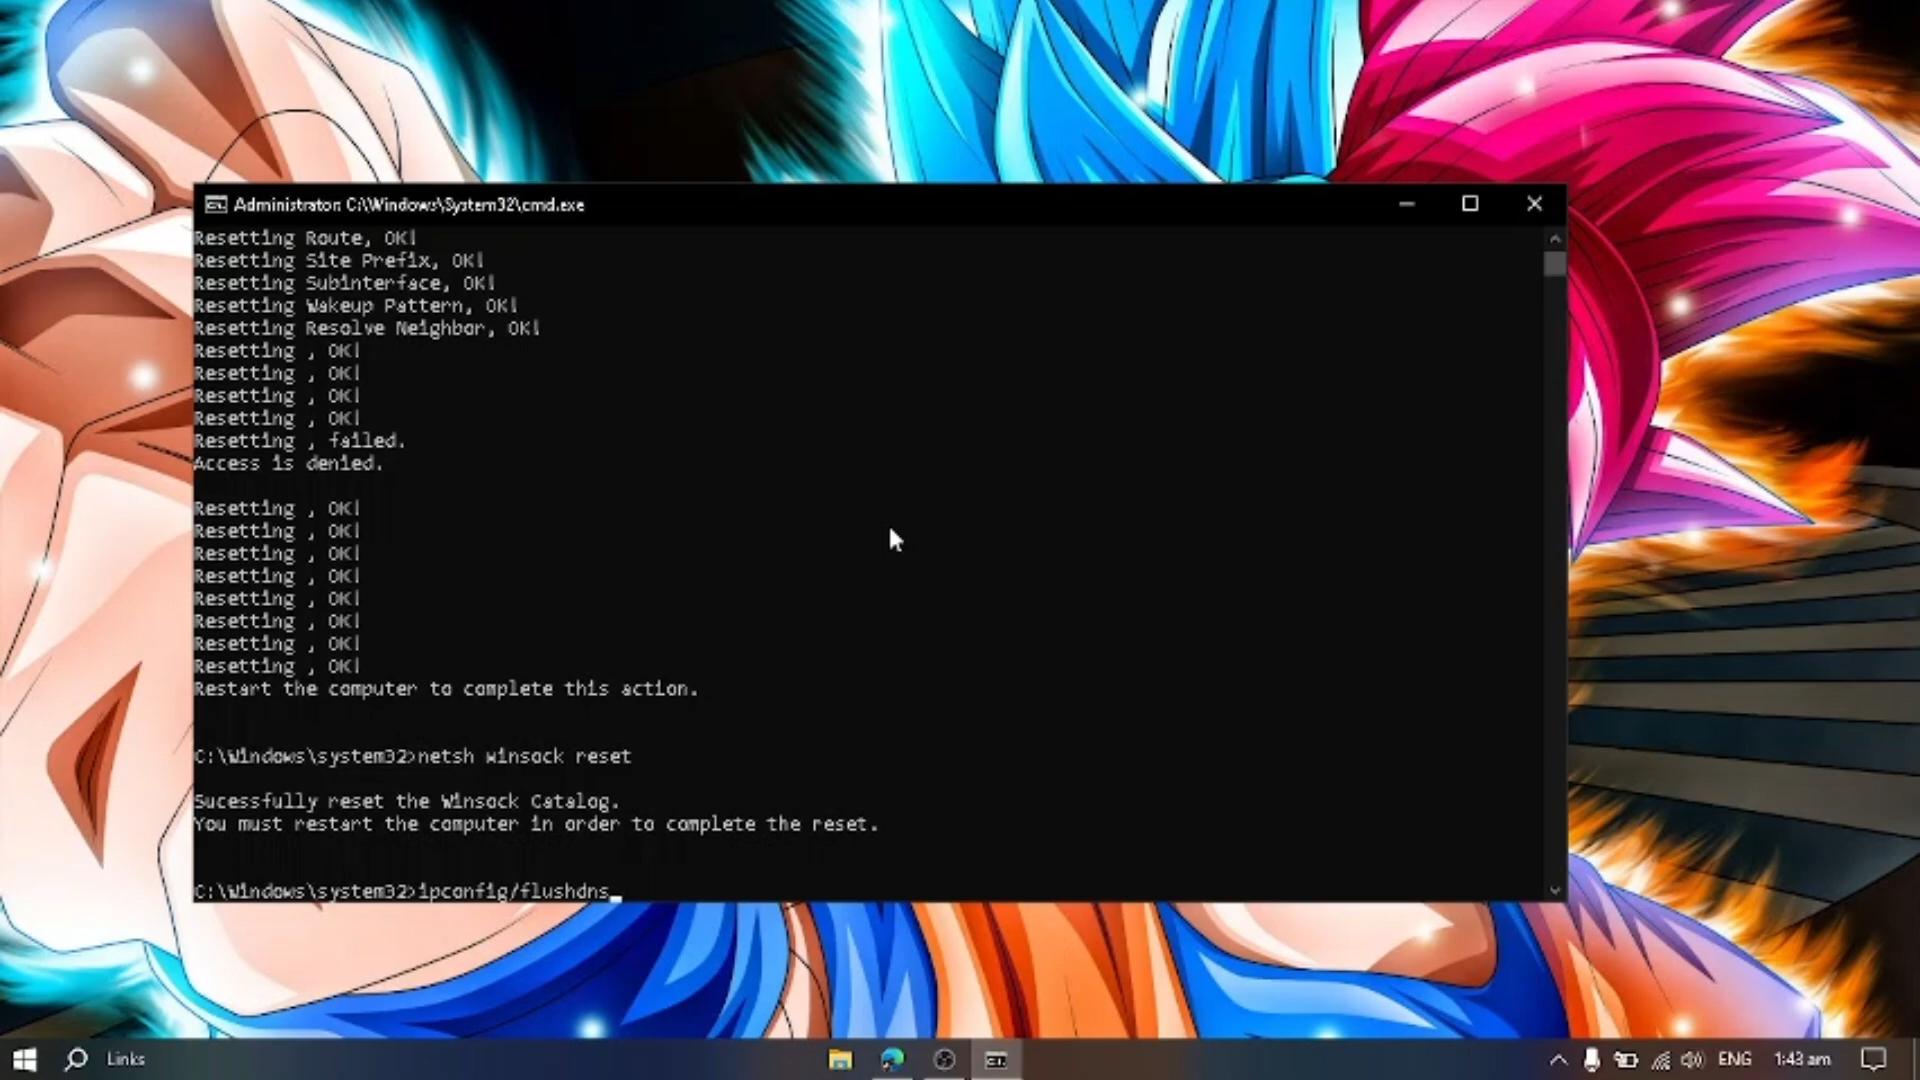 Administrator: C:\Windows\System32\cmd.exe
Resetting Route, OK!
Resetting Site Prefix, OK!
Resetting Subinterface, OK!
Resetting Wakeup Pattern, OK!
Resetting Resolve Neighbor, OK!
Resetting , OK!
Resetting , OK!
Resetting , OK!
Resetting , OK!
Resetting , failed.
Access is denied.
Resetting , OK!
Resetting , OK!
Resetting , OK!
Resetting , OK!
Resetting , OK!
Resetting , OK!
Resetting , OK!
Resetting , OK!
Restart the computer to complete this action.
C:\Windows\system32>netsh winsock reset
Sucessfully reset the Winsock Catalog.
You must restart the computer in order to complete the reset.
C:\Windows\system32>ipconfig/flushdns_
Links
ENG
1:43 am